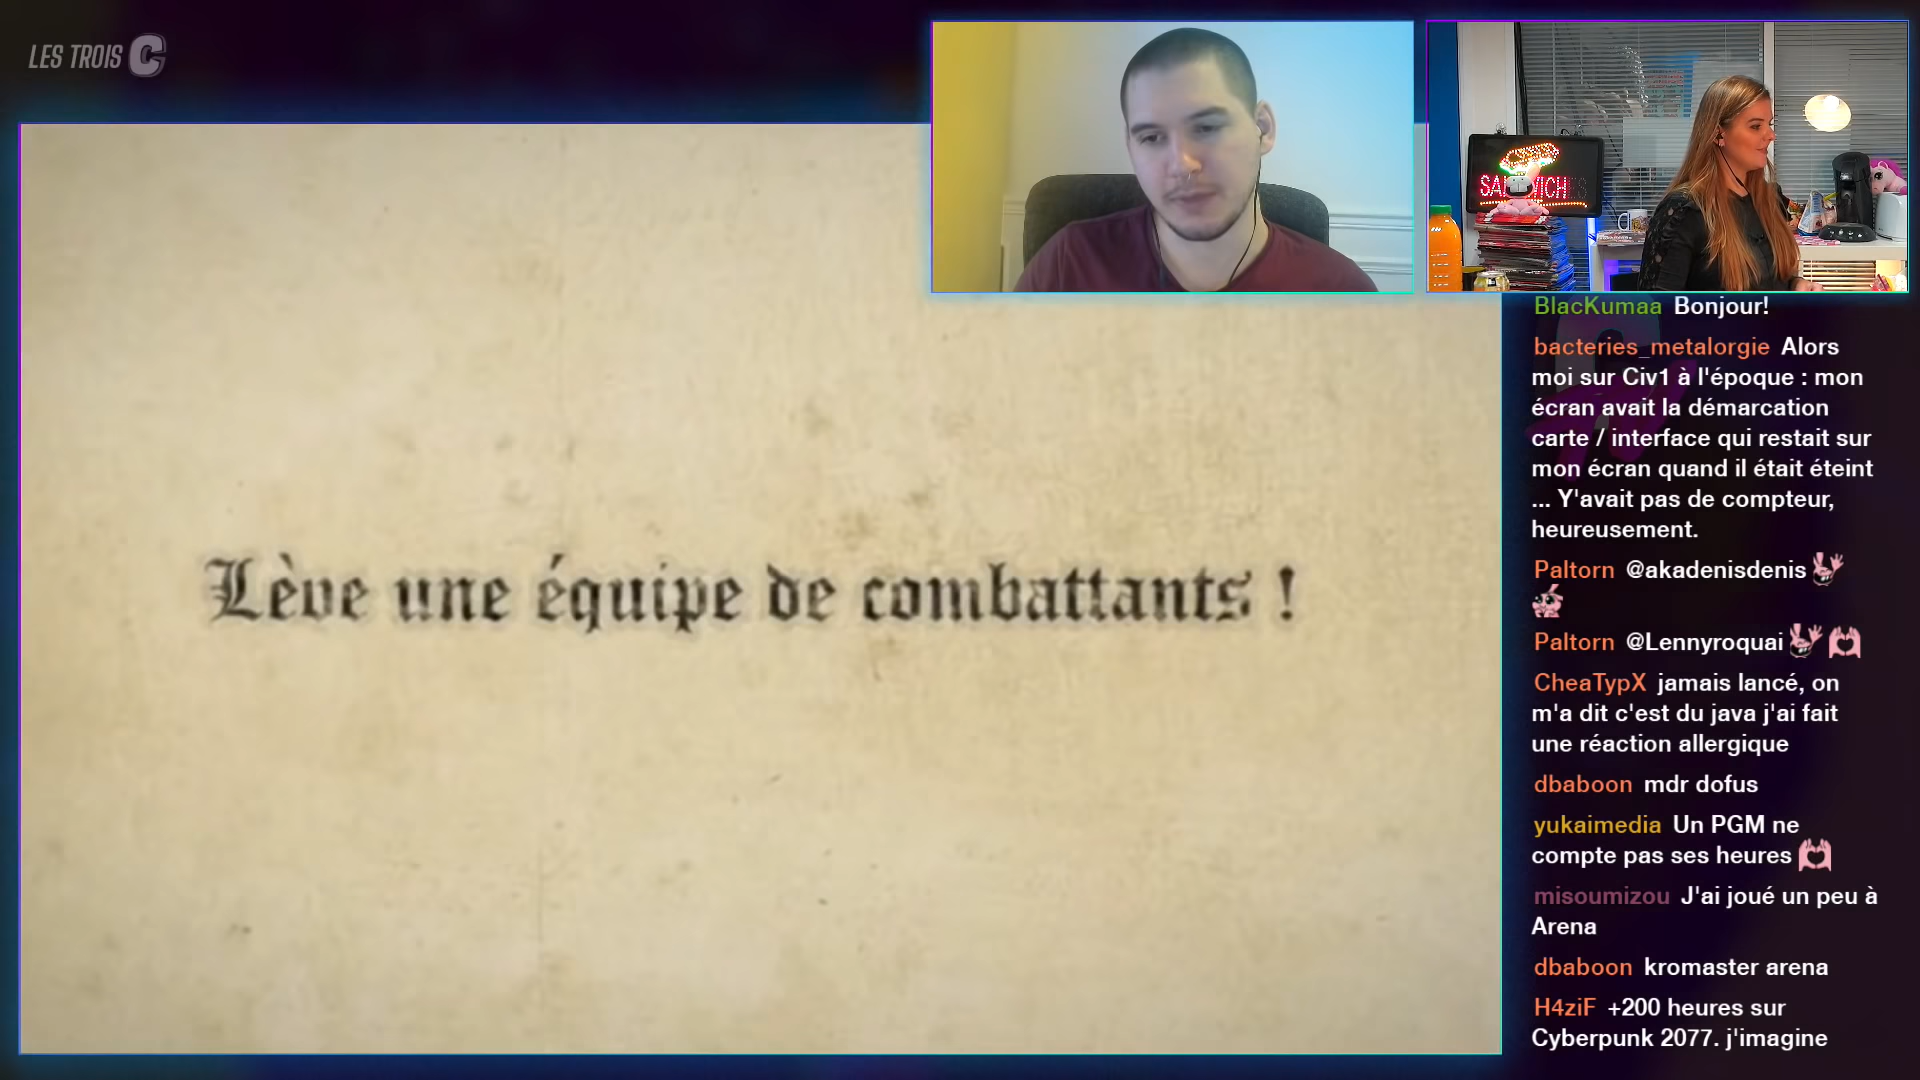 LES TROIS C
BlacKumaa Bonjour!
bacteries_metalorgie Alors
moi sur Civ1 à l'époque : mon
écran avait la démarcation
carte / interface qui restait sur
mon écran quand il était éteint
... Y'avait pas de compteur,
heureusement.
Paltorn @akadenisdenis
Paltorn @Lennyroquai
CheaTypX jamais lancé, on
m'a dit c'est du java j'ai fait
une réaction allergique
dbaboon mdr dofus
yukaimedia Un PGM ne
compte pas ses heures
misoumizou J'ai joué un peu à
Arena
dbaboon kromaster arena
H4ziF +200 heures sur
Cyberpunk 2077. j'imagine
Lève une équipe de combattants !